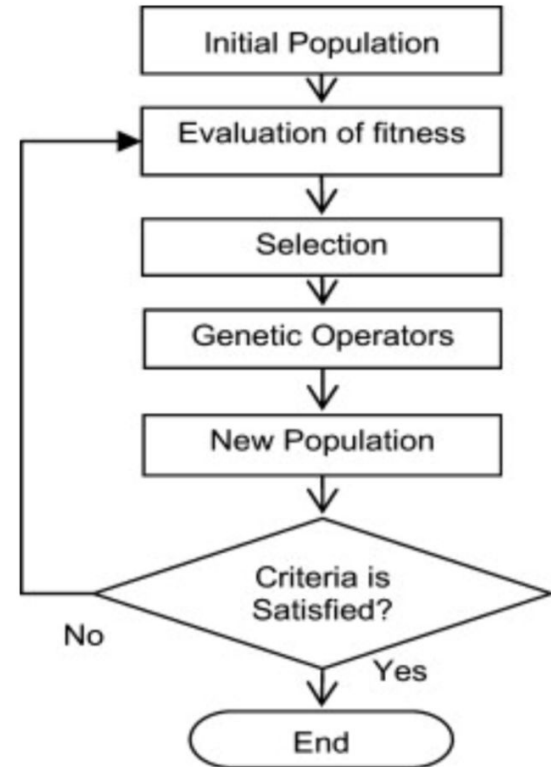 Initial Population
Evaluation of fitness
Selection
Genetic Operators
New Population
Criteria is
Satisfied?
No
Yes
End